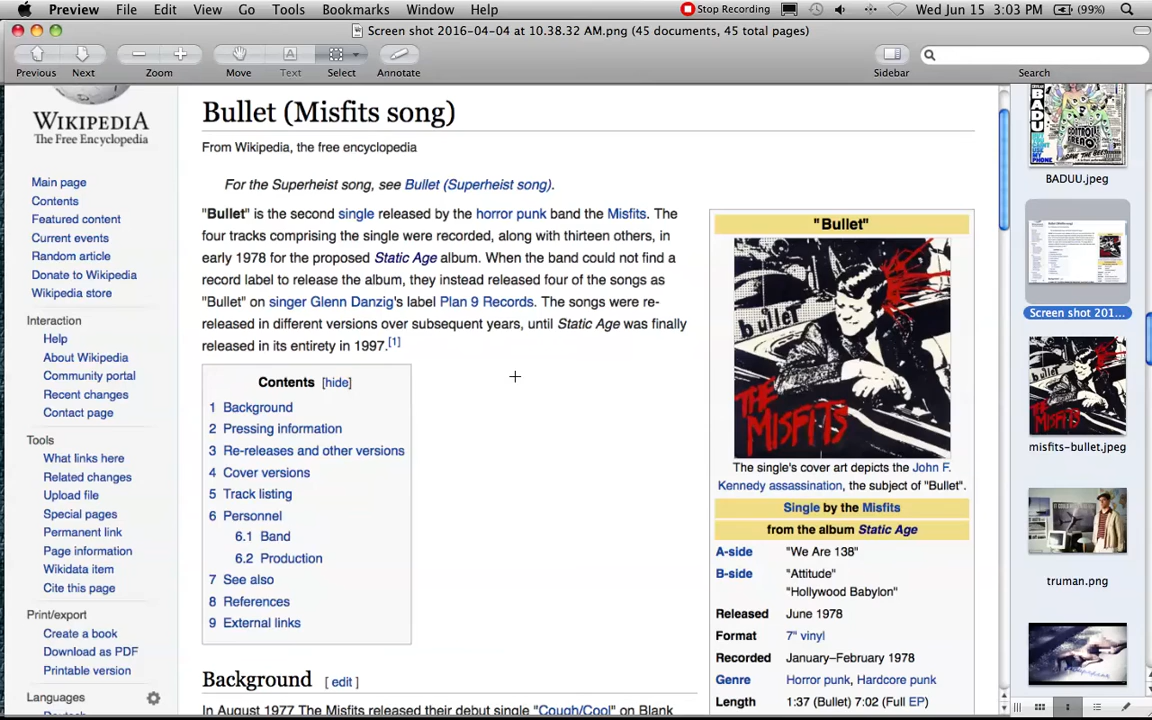 Preview File Edit View Go Tools Bookmarks Window Help Stop Recording Wed Jun 15 3:03 PM (99%)
Screen shot 2016-04-04 at 10.38.32 AM.png (45 documents, 45 total pages)
Previous Next Zoom Move Text Select Annotate Sidebar Search
WIKIPEDIA
The Free Encyclopedia
Main page
Contents
Featured content
Current events
Random article
Donate to Wikipedia
Wikipedia store
Interaction
Help
About Wikipedia
Community portal
Recent changes
Contact page
Tools
What links here
Related changes
Upload file
Special pages
Permanent link
Page information
Wikidata item
Cite this page
Print/export
Create a book
Download as PDF
Printable version
Languages
Bullet (Misfits song)
From Wikipedia, the free encyclopedia
For the Superheist song, see Bullet (Superheist song).
"Bullet" is the second single released by the horror punk band the Misfits. The
four tracks comprising the single were recorded, along with thirteen others, in
early 1978 for the proposed Static Age album. When the band could not find a
record label to release the album, they instead released four of the songs as
"Bullet" on singer Glenn Danzig's label Plan 9 Records. The songs were re-
released in different versions over subsequent years, until Static Age was finally
released in its entirety in 1997.[1]
Contents [hide]
1 Background
2 Pressing information
3 Re-releases and other versions
4 Cover versions
5 Track listing
6 Personnel
6.1 Band
6.2 Production
7 See also
8 References
9 External links
Background [ edit ]
In August 1977 The Misfits released their debut single "Cough/Cool" on Blank
"Bullet"
bullet
THE
MISFITS
The single's cover art depicts the John F.
Kennedy assassination, the subject of "Bullet".
Single by the Misfits
from the album Static Age
A-side "We Are 138"
B-side "Attitude"
"Hollywood Babylon"
Released June 1978
Format 7" vinyl
Recorded January–February 1978
Genre Horror punk, Hardcore punk
Length 1:37 (Bullet) 7:02 (Full EP)
BADU
BADUU.jpeg
Screen shot 201...
bullet
THE
MISFITS
misfits-bullet.jpeg
truman.png